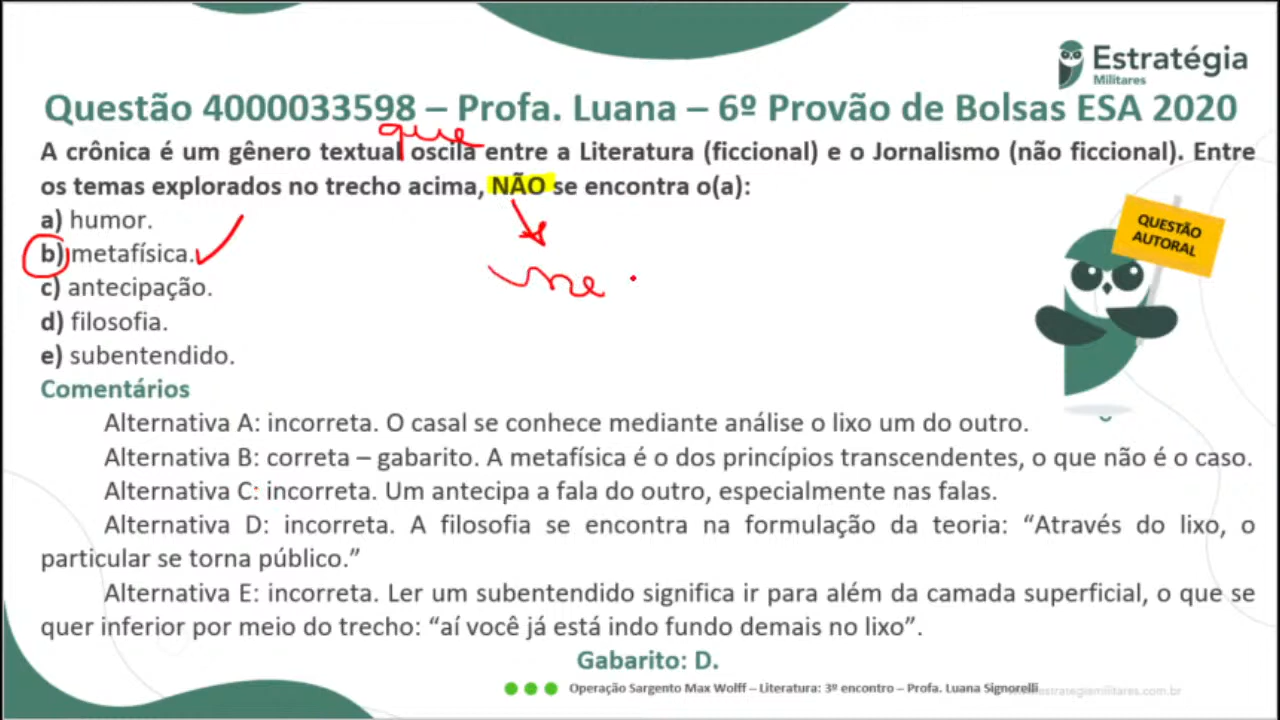 Estratégia
Militares
Questão 4000033598 – Profa. Luana – 6º Provão de Bolsas ESA 2020
que
A crônica é um gênero textual oscila entre a Literatura (ficcional) e o Jornalismo (não ficcional). Entre
os temas explorados no trecho acima, NÃO se encontra o(a):
a) humor.
b) metafísica.
c) antecipação.
d) filosofia.
e) subentendido.
QUESTÃO
AUTORAL
Comentários
Alternativa A: incorreta. O casal se conhece mediante análise o lixo um do outro.
Alternativa B: correta – gabarito. A metafísica é o dos princípios transcendentes, o que não é o caso.
Alternativa C: incorreta. Um antecipa a fala do outro, especialmente nas falas.
Alternativa D: incorreta. A filosofia se encontra na formulação da teoria: “Através do lixo, o
particular se torna público.”
Alternativa E: incorreta. Ler um subentendido significa ir para além da camada superficial, o que se
quer inferior por meio do trecho: “aí você já está indo fundo demais no lixo”.
Gabarito: D.
Operação Sargento Max Wolff – Literatura: 3º encontro – Profa. Luana Signorelli